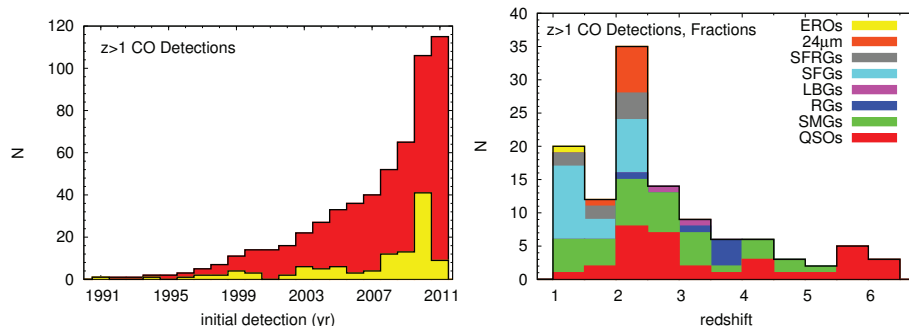 z>1 CO Detections
N
120
100
80
60
40
20
0
1991 1995 1999 2003 2007 2011
initial detection (yr)
z>1 CO Detections, Fractions
EROs
24μm
SFRGs
SFGs
LBGs
RGs
SMGs
QSOs
N
40
35
30
25
20
15
10
5
0
1 2 3 4 5 6
redshift